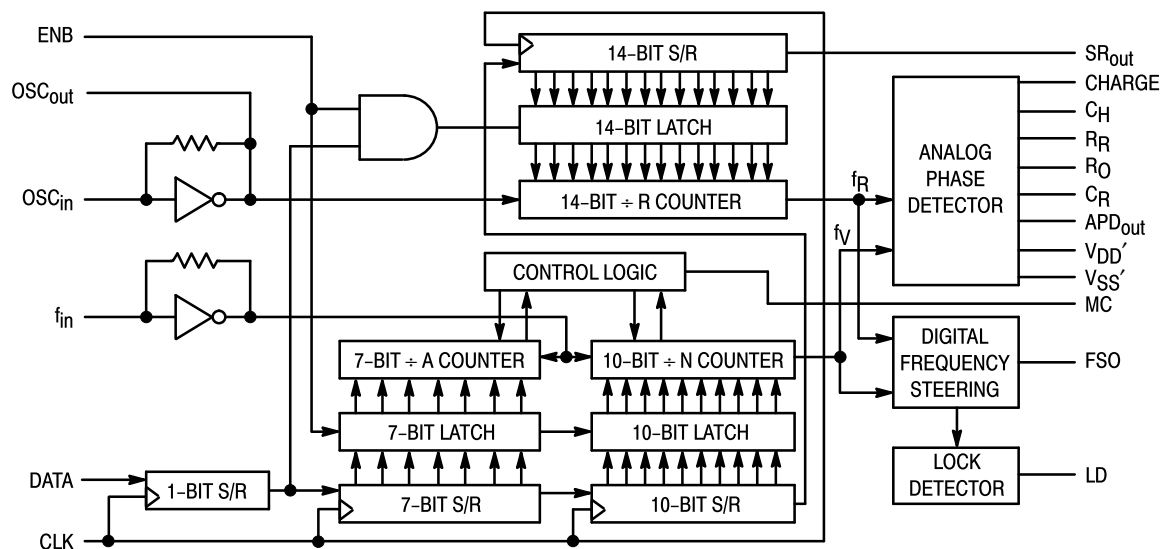 ENB
14–BIT S/R
SRout
OSCout
CHARGE
CH
14–BIT LATCH
RR
ANALOG
PHASE
DETECTOR
RO
OSCin
14–BIT ÷ R COUNTER
fR
CR
APDout
fV
VDD′
CONTROL LOGIC
VSS′
MC
fin
7–BIT ÷ A COUNTER
10–BIT ÷ N COUNTER
DIGITAL
FREQUENCY
STEERING
FSO
7–BIT LATCH
10–BIT LATCH
DATA
1–BIT S/R
7–BIT S/R
10–BIT S/R
LOCK
DETECTOR
LD
CLK